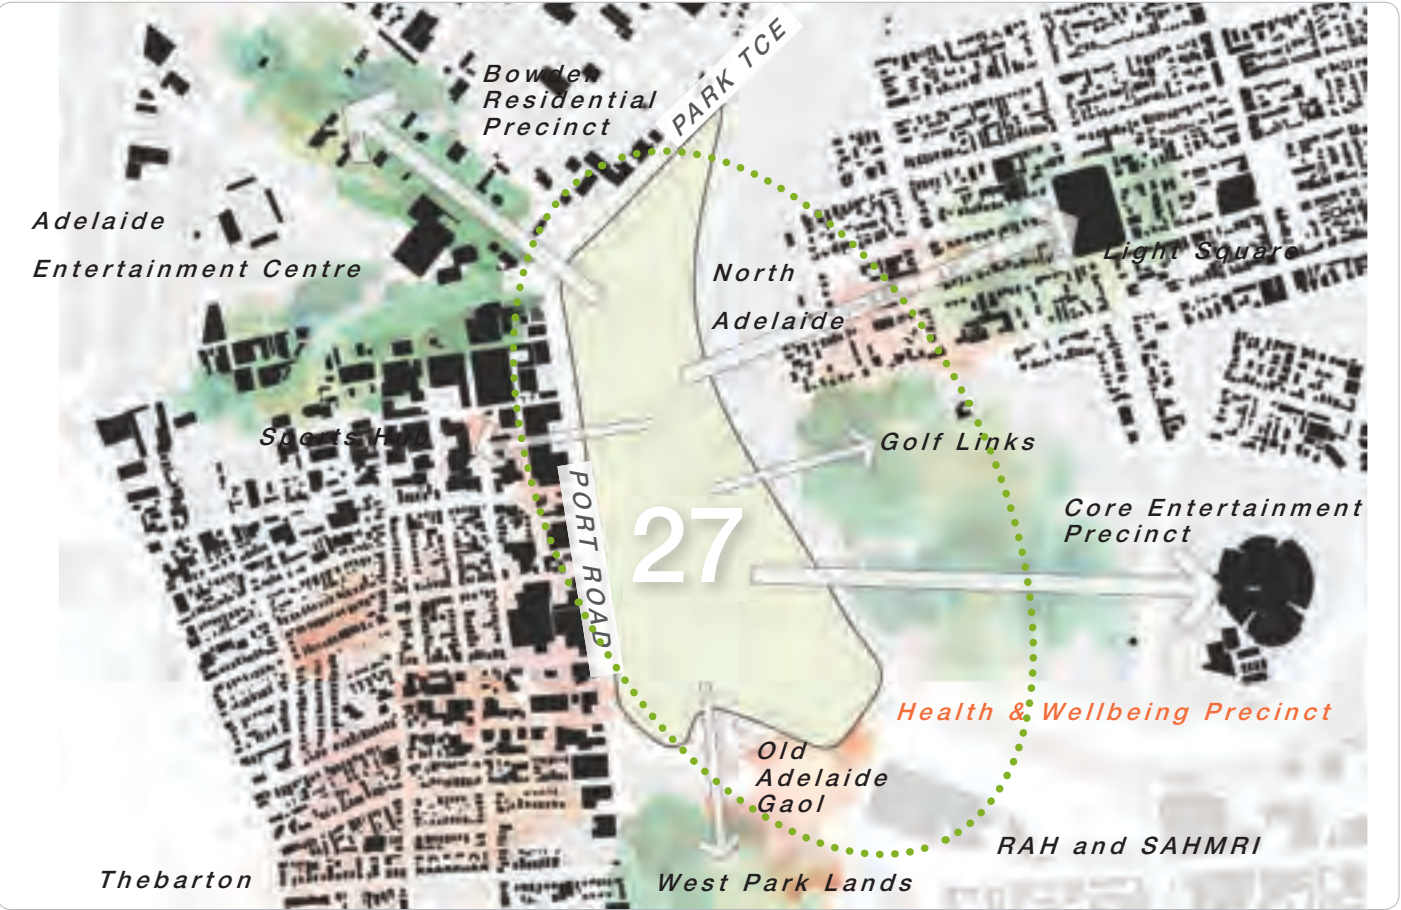 PARK TCE
Bowden
Residential
Precinct
Adelaide
Entertainment Centre
Light Square
North
Adelaide
Sports Hub
Golf Links
PORT ROAD
27
Core Entertainment
Precinct
Health & Wellbeing Precinct
Old
Adelaide
Gaol
RAH and SAHMRI
Thebarton
West Park Lands